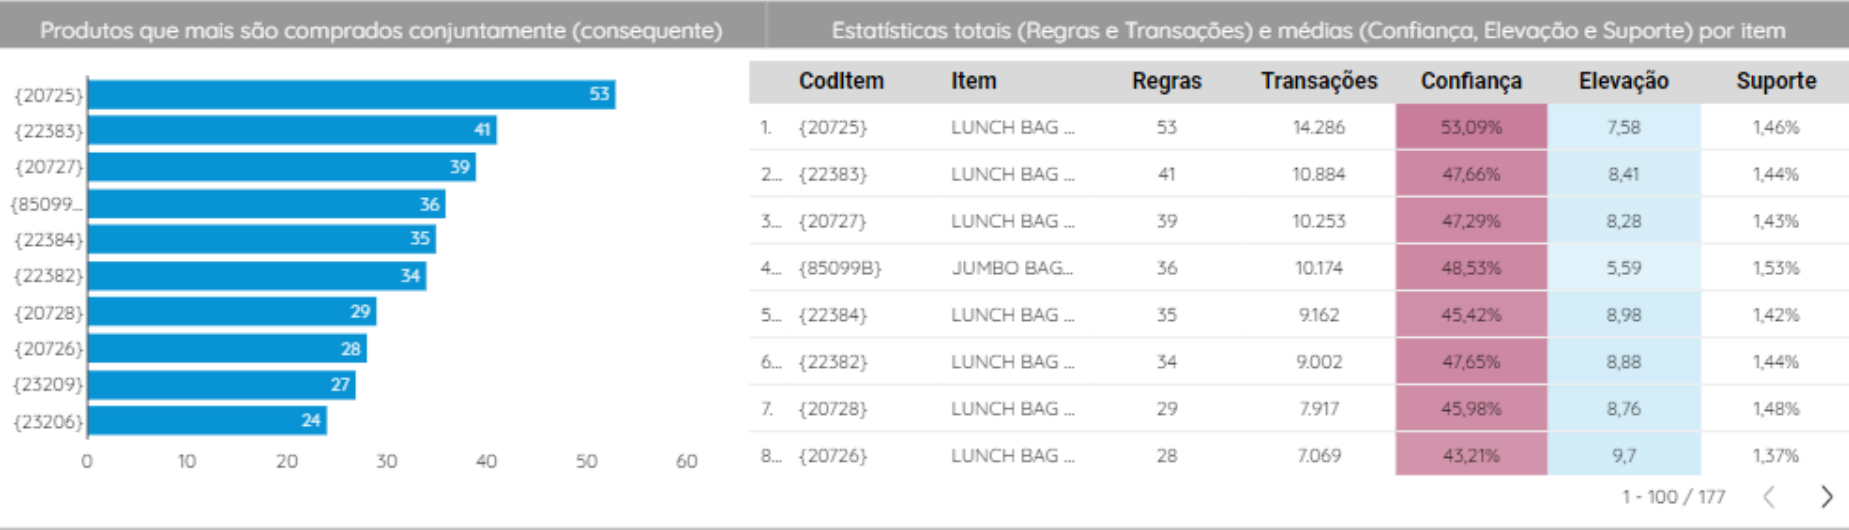 Produtos que mais são comprados conjuntamente (consequente)
{20725} 53
{22383} 41
{20727} 39
{85099... 36
{22384} 35
{22382} 34
{20728} 29
{20726} 28
{23209} 27
{23206} 24
0 10 20 30 40 50 60
Estatísticas totais (Regras e Transações) e médias (Confiança, Elevação e Suporte) por item
CodItem Item Regras Transações Confiança Elevação Suporte
1. {20725} LUNCH BAG ... 53 14.286 53,09% 7,58 1,46%
2... {22383} LUNCH BAG ... 41 10.884 47,66% 8,41 1,44%
3... {20727} LUNCH BAG ... 39 10.253 47,29% 8,28 1,43%
4... {85099B} JUMBO BAG... 36 10.174 48,53% 5,59 1,53%
5... {22384} LUNCH BAG ... 35 9.162 45,42% 8,98 1,42%
6... {22382} LUNCH BAG ... 34 9.002 47,65% 8,88 1,44%
7. {20728} LUNCH BAG ... 29 7.917 45,98% 8,76 1,48%
8... {20726} LUNCH BAG ... 28 7.069 43,21% 9,7 1,37%
1 - 100 / 177